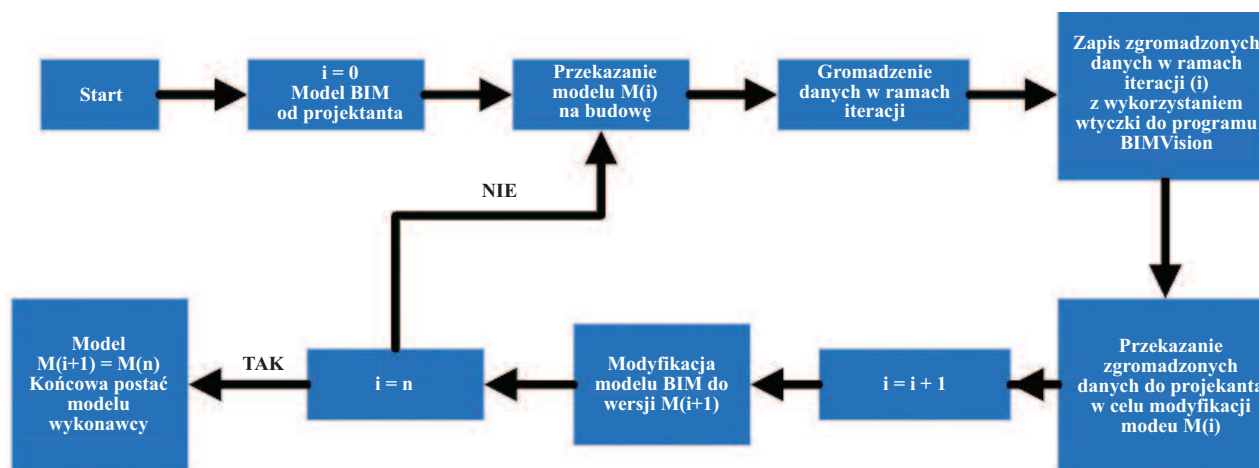 Start
i = 0
Model BIM
od projektanta
Przekazanie
modelu M(i)
na budowę
Gromadzenie
danych w ramach
iteracji
Zapis zgromadzonych
danych w ramach
iteracji (i)
z wykorzystaniem
wtyczki do programu
BIMVision
NIE
Przekazanie
zgromadzonych
danych do projekanta
w celu modyfikacji
modeu M(i)
i = i + 1
Modyfikacja
modelu BIM do
wersji M(i+1)
i = n
TAK
Model
M(i+1) = M(n)
Końcowa postać
modelu
wykonawcy